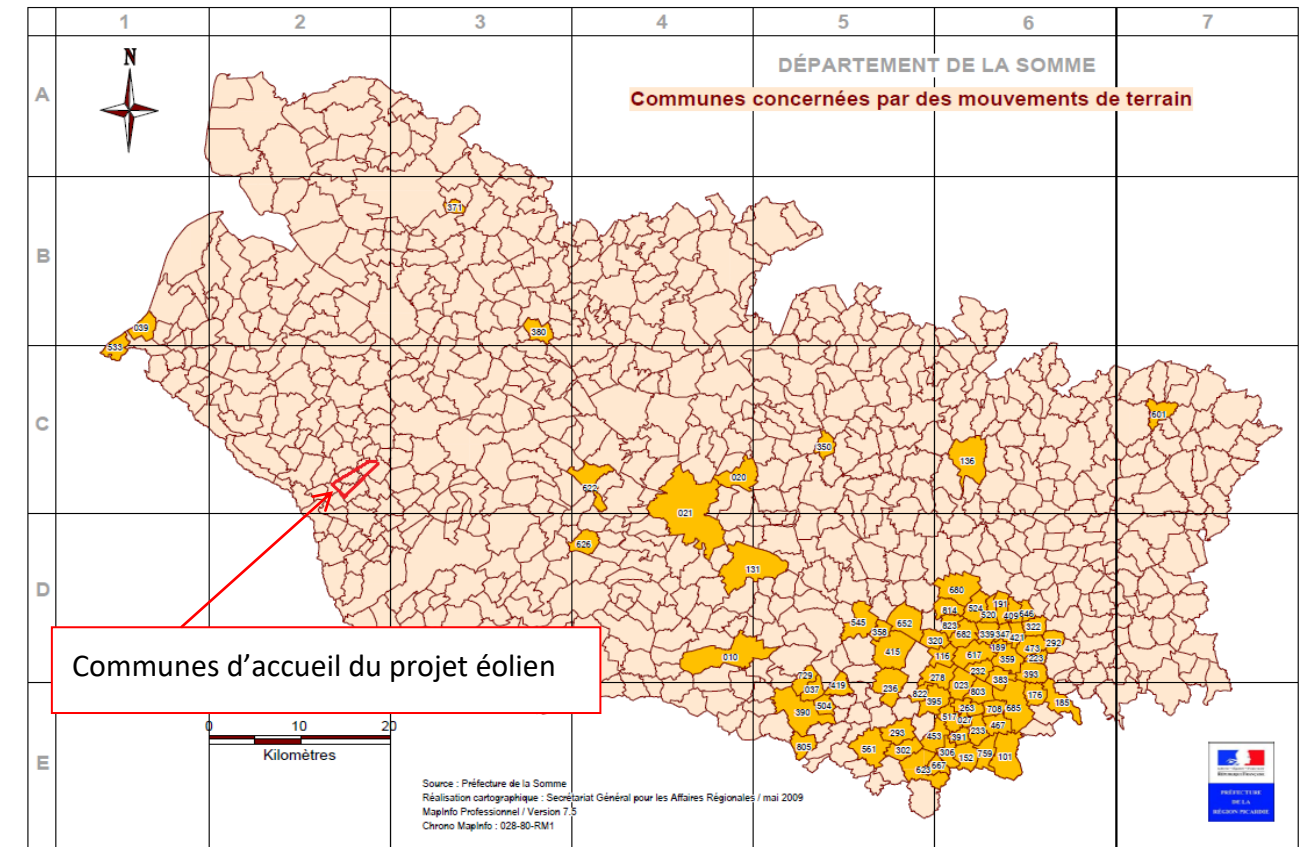 1 2 3 4 5 6 7
N
DÉPARTEMENT DE LA SOMME
Communes concernées par des mouvements de terrain
A
371
B
039
533
380
C
601
350
136
020
622
021
626
131
D
680
814 524 520 191 409 646
545 358 652 823 682 339 347 421 322
320 292
415 116 617 189 359 473 223
010
729 278 232 393
037 419 236 023 383
822 803 176
390 504 395 263 708 685 185
517 027 467
293 453 391 233
805 561 302 306 152 759 101
623 667
E
Communes d'accueil du projet éolien
0 10 20
Kilomètres
Source : Préfecture de la Somme
Réalisation cartographique : Secrétariat Général pour les Affaires Régionales / mai 2009
MapInfo Professionnel / Version 7.5
Chrono MapInfo : 028-80-RM1
PRÉFECTURE
DE LA
RÉGION PICARDIE